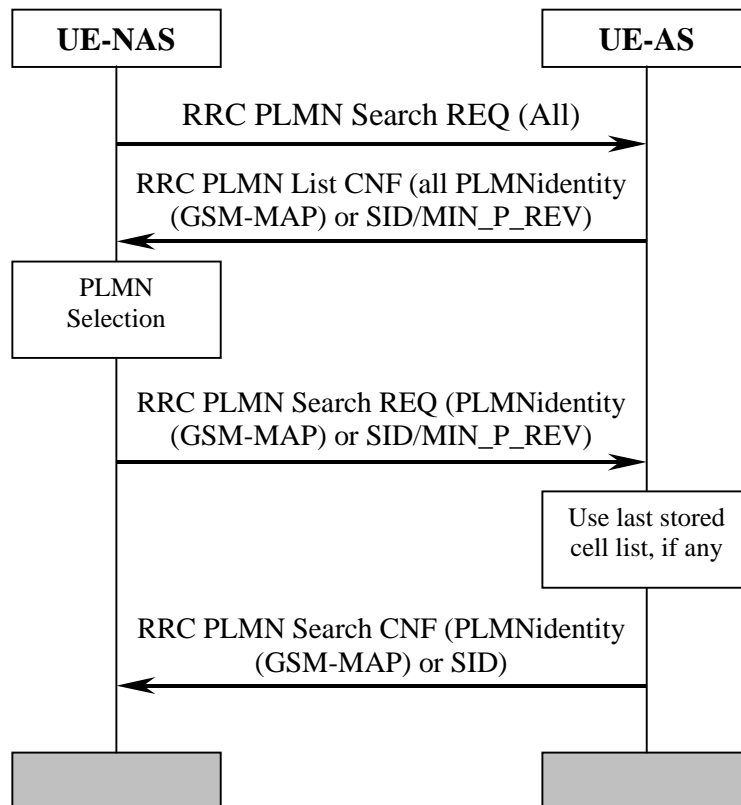 UE-NAS
UE-AS
RRC PLMN Search REQ (All)
RRC PLMN List CNF (all PLMNidentity
(GSM-MAP) or SID/MIN_P_REV)
PLMN
Selection
RRC PLMN Search REQ (PLMNidentity
(GSM-MAP) or SID/MIN_P_REV)
Use last stored
cell list, if any
RRC PLMN Search CNF (PLMNidentity
(GSM-MAP) or SID)